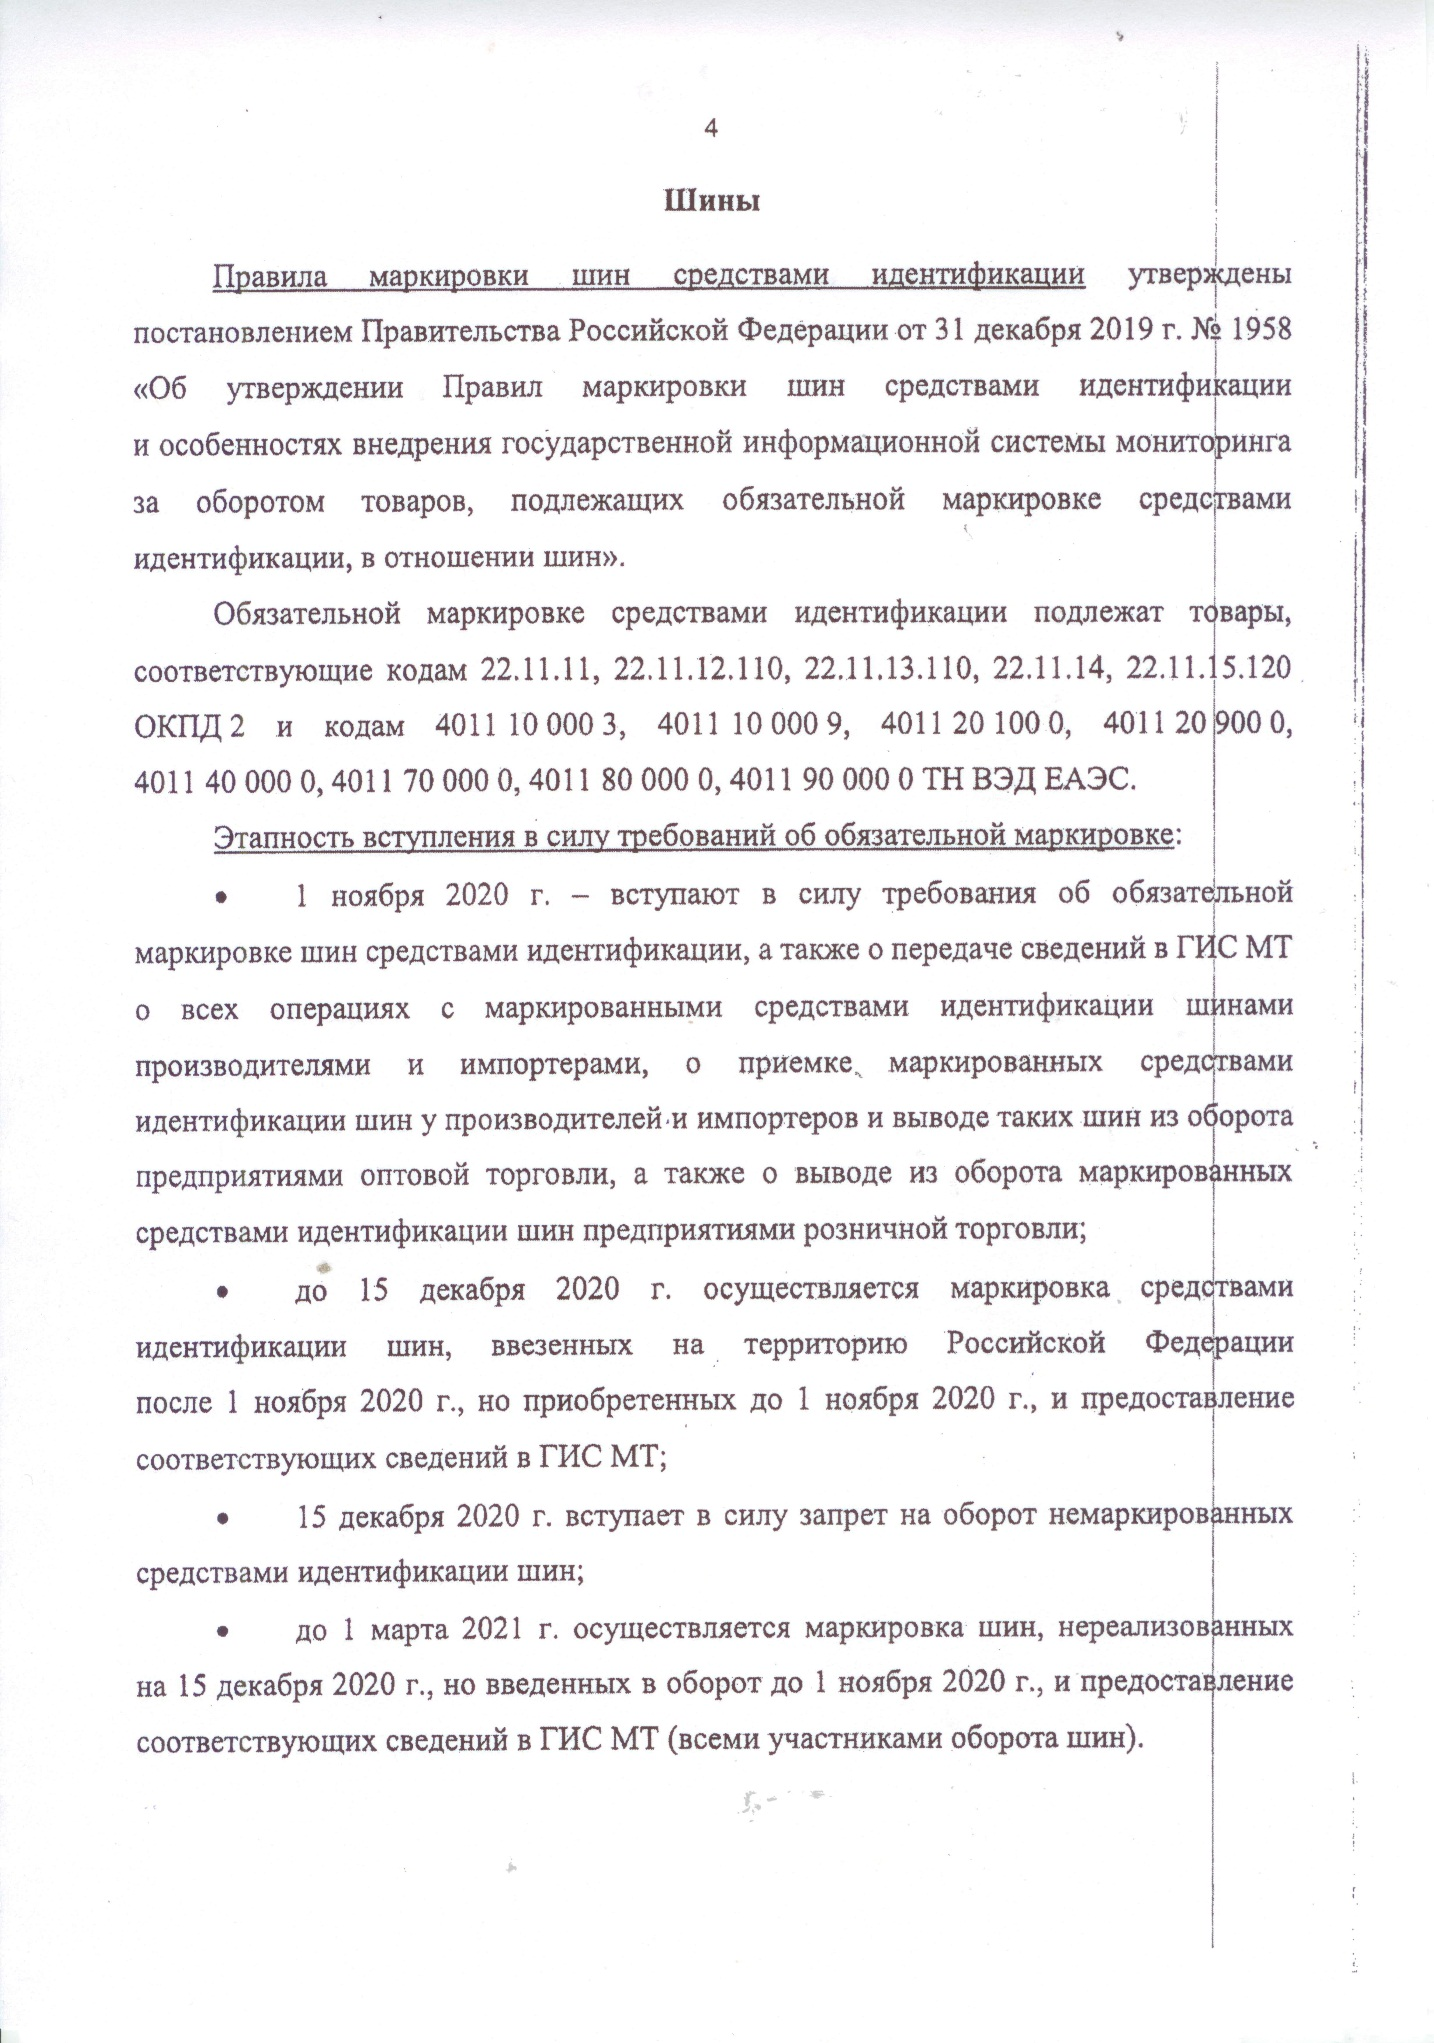 4
Шины
Правила маркировки шин средствами идентификации утверждены
постановлением Правительства Российской Федерации от 31 декабря 2019 г. № 1958
«Об утверждении Правил маркировки шин средствами идентификации
и особенностях внедрения государственной информационной системы мониторинга
за оборотом товаров, подлежащих обязательной маркировке средствами
идентификации, в отношении шин».
Обязательной маркировке средствами идентификации подлежат товары,
соответствующие кодам 22.11.11, 22.11.12.110, 22.11.13.110, 22.11.14, 22.11.15.120
ОКПД 2 и кодам 4011 10 000 3, 4011 10 000 9, 4011 20 100 0, 4011 20 900 0,
4011 40 000 0, 4011 70 000 0, 4011 80 000 0, 4011 90 000 0 ТН ВЭД ЕАЭС.
Этапность вступления в силу требований об обязательной маркировке:
• 1 ноября 2020 г. – вступают в силу требования об обязательной
маркировке шин средствами идентификации, а также о передаче сведений в ГИС МТ
о всех операциях с маркированными средствами идентификации шинами
производителями и импортерами, о приемке маркированных средствами
идентификации шин у производителей и импортеров и выводе таких шин из оборота
предприятиями оптовой торговли, а также о выводе из оборота маркированных
средствами идентификации шин предприятиями розничной торговли;
• до 15 декабря 2020 г. осуществляется маркировка средствами
идентификации шин, ввезенных на территорию Российской Федерации
после 1 ноября 2020 г., но приобретенных до 1 ноября 2020 г., и предоставление
соответствующих сведений в ГИС МТ;
• 15 декабря 2020 г. вступает в силу запрет на оборот немаркированных
средствами идентификации шин;
• до 1 марта 2021 г. осуществляется маркировка шин, нереализованных
на 15 декабря 2020 г., но введенных в оборот до 1 ноября 2020 г., и предоставление
соответствующих сведений в ГИС МТ (всеми участниками оборота шин).